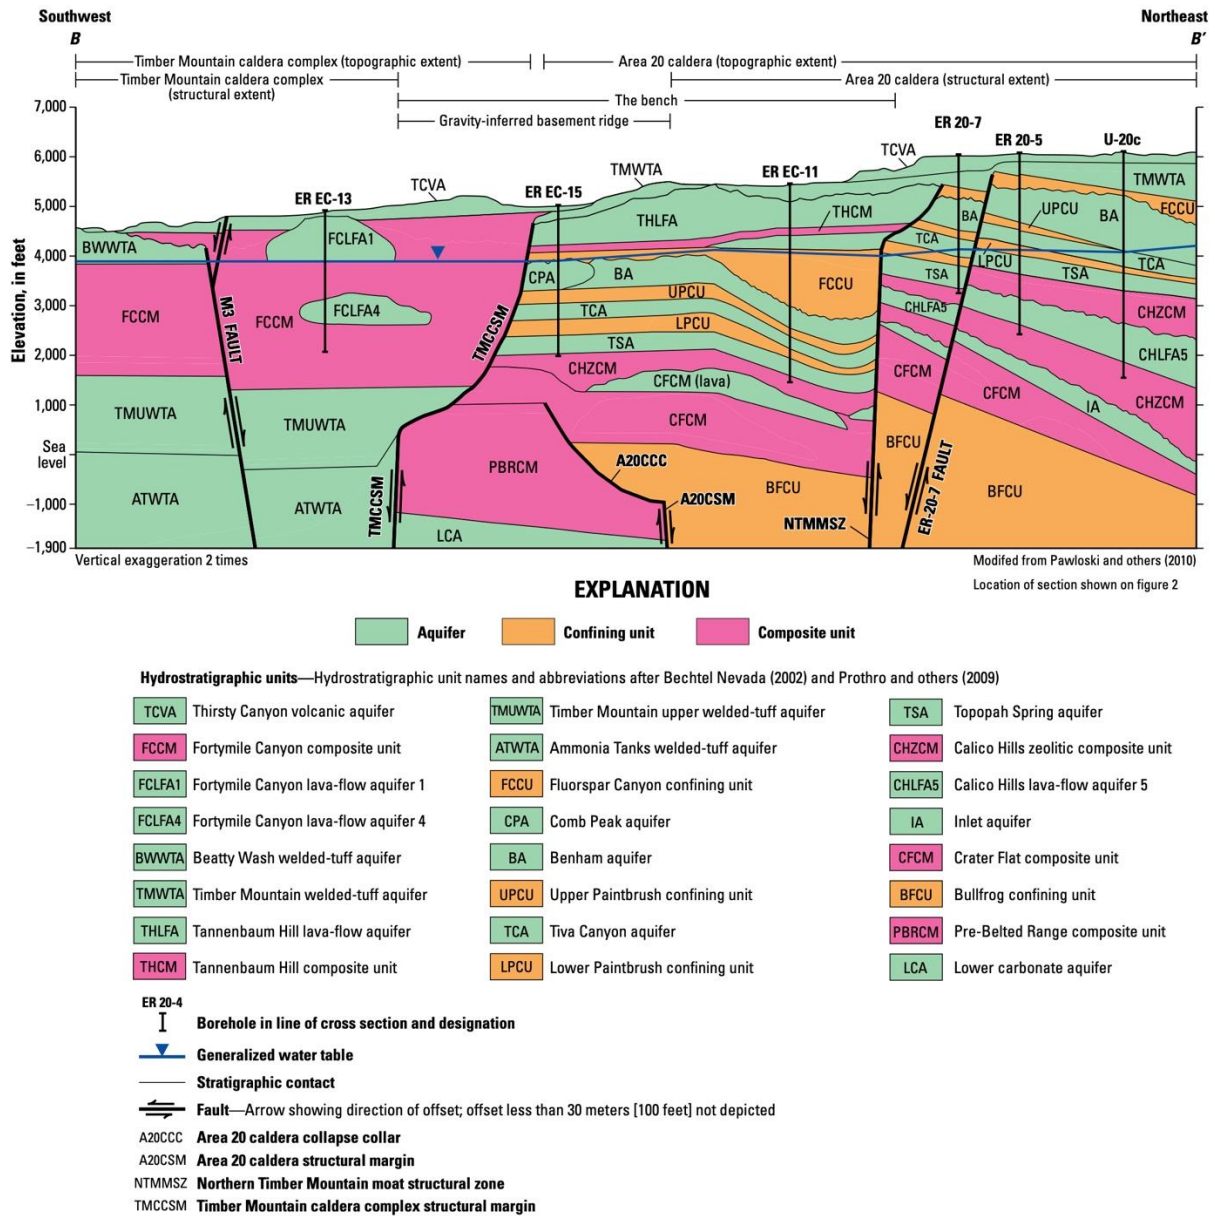 Southwest
Northeast
B
B′
Timber Mountain caldera complex (topographic extent)
Area 20 caldera (topographic extent)
Timber Mountain caldera complex
(structural extent)
Area 20 caldera (structural extent)
The bench
Gravity-inferred basement ridge
Elevation, in feet
7,000
6,000
5,000
4,000
3,000
2,000
1,000
Sea
level
−1,000
−1,900
ER EC-13
TCVA
ER EC-15
TMWTA
ER EC-11
TCVA
ER 20-7
ER 20-5
U-20c
BWWTA
FCLFA1
THLFA
THCM
BA
UPCU
BA
TMWTA
FCCU
FCCM
M3 FAULT
FCCM
FCLFA4
TMCCSM
CPA
BA
UPCU
TCA
LPCU
TSA
CHZCM
CFCM (lava)
CFCM
FCCU
TCA
TSA
CHLFA5
LPCU
TSA
TCA
CHZCM
CHLFA5
CHZCM
CFCM
CFCM
IA
TMUWTA
TMUWTA
ATWTA
ATWTA
TMCCSM
PBRCM
LCA
A20CCC
A20CSM
BFCU
NTMMSZ
BFCU
ER-20-7 FAULT
BFCU
Vertical exaggeration 2 times
Modifed from Pawloski and others (2010)
Location of section shown on figure 2
EXPLANATION
Aquifer
Confining unit
Composite unit
Hydrostratigraphic units—Hydrostratigraphic unit names and abbreviations after Bechtel Nevada (2002) and Prothro and others (2009)
TCVA Thirsty Canyon volcanic aquifer
FCCM Fortymile Canyon composite unit
FCLFA1 Fortymile Canyon lava-flow aquifer 1
FCLFA4 Fortymile Canyon lava-flow aquifer 4
BWWTA Beatty Wash welded-tuff aquifer
TMWTA Timber Mountain welded-tuff aquifer
THLFA Tannenbaum Hill lava-flow aquifer
THCM Tannenbaum Hill composite unit
TMUWTA Timber Mountain upper welded-tuff aquifer
ATWTA Ammonia Tanks welded-tuff aquifer
FCCU Fluorspar Canyon confining unit
CPA Comb Peak aquifer
BA Benham aquifer
UPCU Upper Paintbrush confining unit
TCA Tiva Canyon aquifer
LPCU Lower Paintbrush confining unit
TSA Topopah Spring aquifer
CHZCM Calico Hills zeolitic composite unit
CHLFA5 Calico Hills lava-flow aquifer 5
IA Inlet aquifer
CFCM Crater Flat composite unit
BFCU Bullfrog confining unit
PBRCM Pre-Belted Range composite unit
LCA Lower carbonate aquifer
ER 20-4
Borehole in line of cross section and designation
Generalized water table
Stratigraphic contact
Fault—Arrow showing direction of offset; offset less than 30 meters [100 feet] not depicted
A20CCC Area 20 caldera collapse collar
A20CSM Area 20 caldera structural margin
NTMMSZ Northern Timber Mountain moat structural zone
TMCCSM Timber Mountain caldera complex structural margin